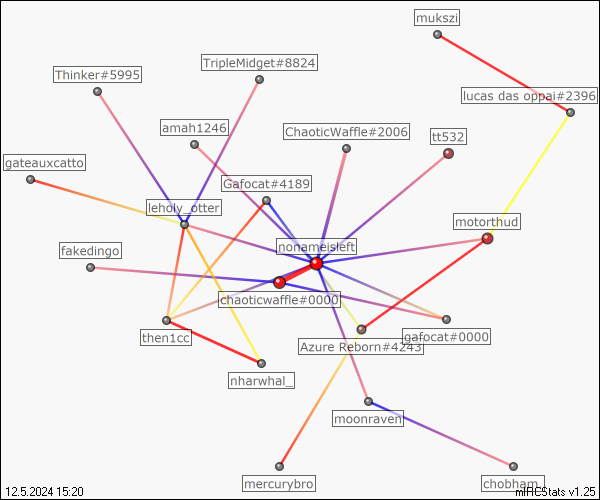 mukszi
TripleMidget#8824
Thinker#5995
lucas das oppai#2396
amah1246
ChaoticWaffle#2006
tt532
gateauxcatto
Gafocat#4189
leholy_otter
motorthud
nonameisleft
fakedingo
chaoticwaffle#0000
then1cc
Azure Reborn#4243
gafocat#0000
nharwhal_
moonraven
mercurybro
chobham_
12.5.2024 15:20
mIRCStats v1.25